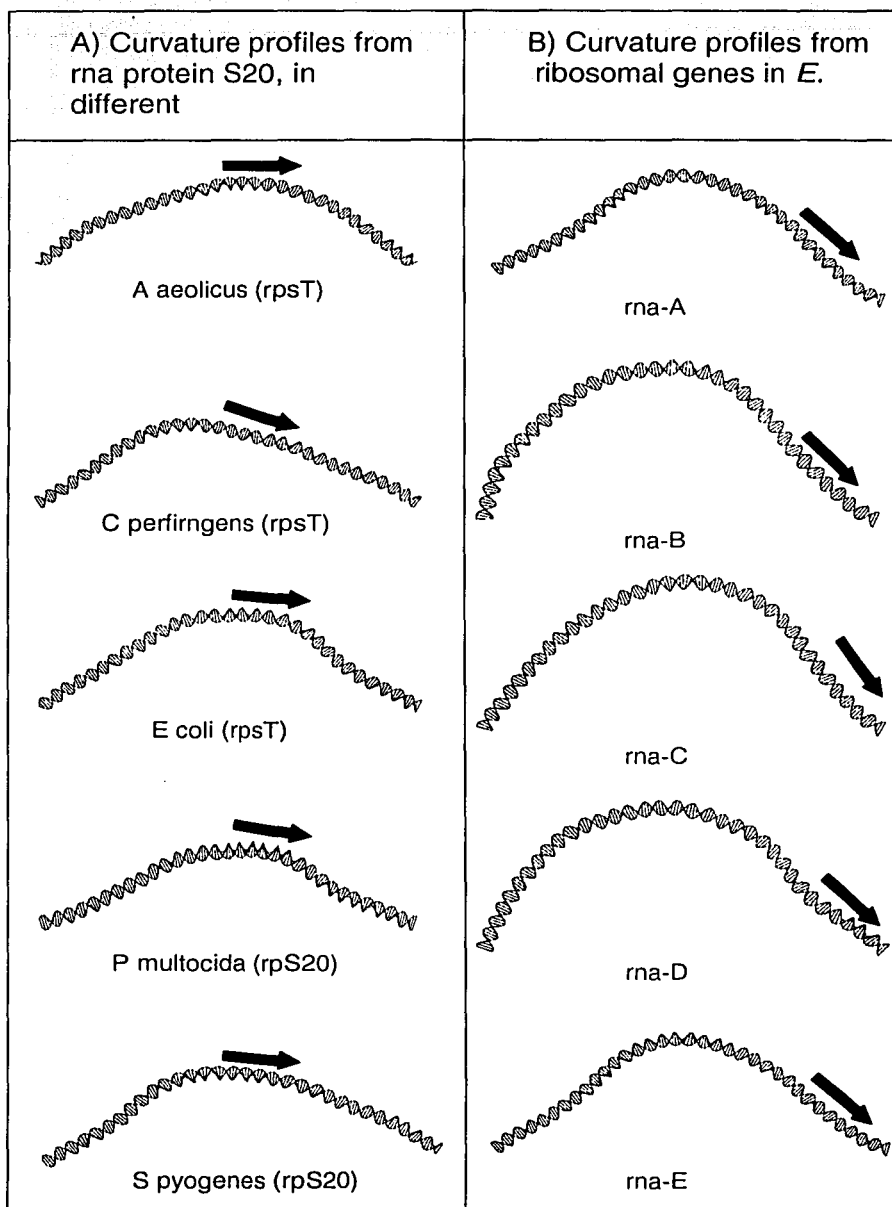 A) Curvature profiles from
rna protein S20, in
different
B) Curvature profiles from
ribosomal genes in E.
A aeolicus (rpsT)
C perfirngens (rpsT)
E coli (rpsT)
P multocida (rpS20)
S pyogenes (rpS20)
rna-A
rna-B
rna-C
rna-D
rna-E